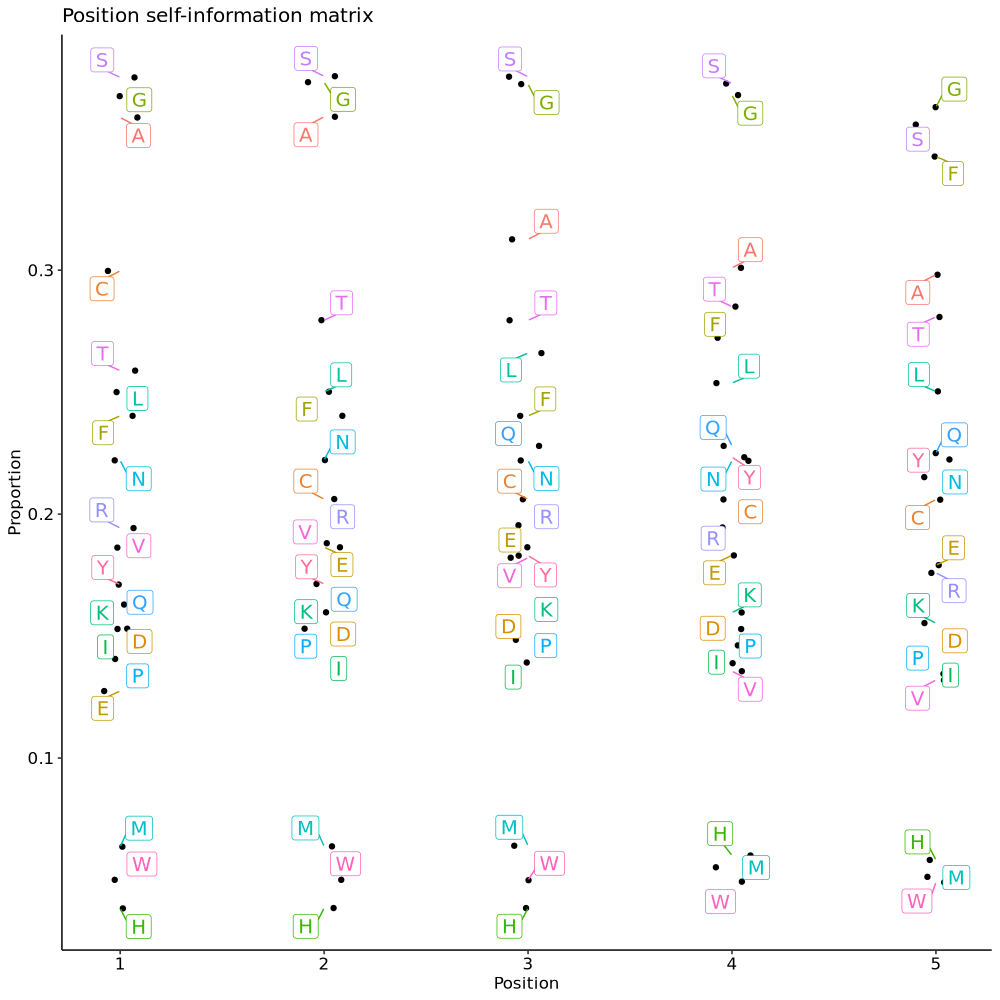 Position self-information matrix
S S S S G
G G G G S
A A F
A
A
C T T T A
F T
T L
L F L L
F F
N Q Q Q
N C N N Y N
R C R Y C
V V R E R C
Y Y E V Y E E
K Q K Q K K R
I D P D D D P K
P I P I P D
E I V V I
M M M H H
W W W M M
H H H W W
0.3
0.2
0.1
Proportion
1 2 3 4 5
Position